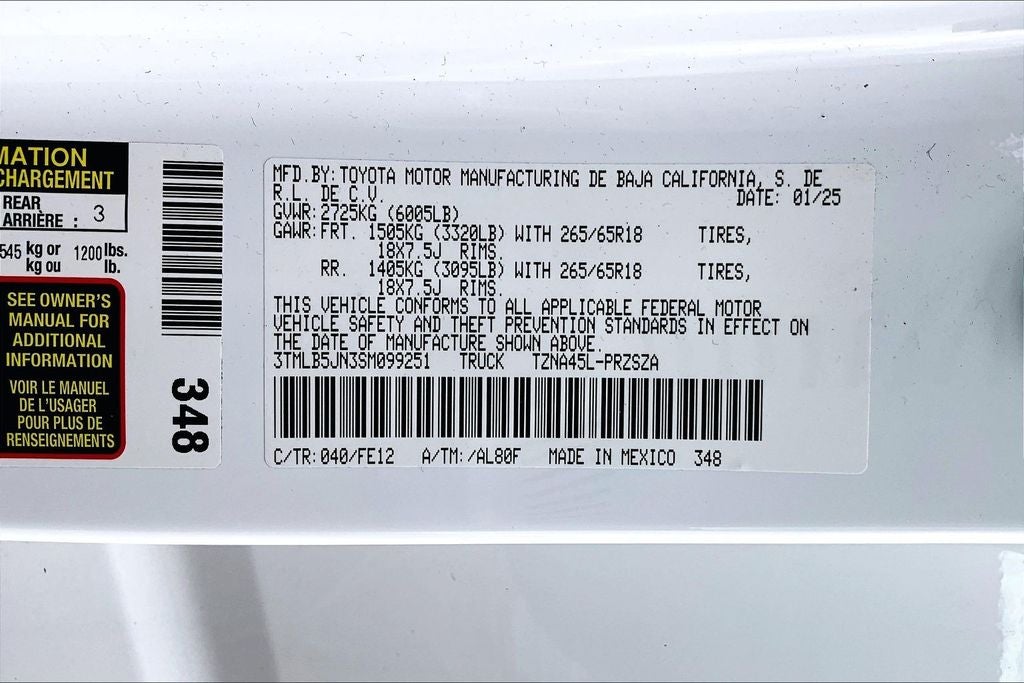 MATION
CHARGEMENT
REAR
ARRIÈRE : 3
545 kg or 1200 lbs.
kg ou lb.
SEE OWNER'S
MANUAL FOR
ADDITIONAL
INFORMATION
VOIR LE MANUEL
DE L'USAGER
POUR PLUS DE
RENSEIGNEMENTS
348
MFD.BY:TOYOTA MOTOR MANUFACTURING DE BAJA CALIFORNIA, S. DE
R.L. DE C.V. DATE: 01/25
GVWR:2725KG (6005LB)
GAWR:FRT. 1505KG (3320LB) WITH 265/65R18 TIRES,
18X7.5J RIMS.
RR. 1405KG (3095LB) WITH 265/65R18 TIRES,
18X7.5J RIMS.
THIS VEHICLE CONFORMS TO ALL APPLICABLE FEDERAL MOTOR
VEHICLE SAFETY AND THEFT PREVENTION STANDARDS IN EFFECT ON
THE DATE OF MANUFACTURE SHOWN ABOVE.
3TMLB5JN3SM099251 TRUCK TZNA45L-PRZSZA
C/TR:040/FE12 A/TM:/AL80F MADE IN MEXICO 348